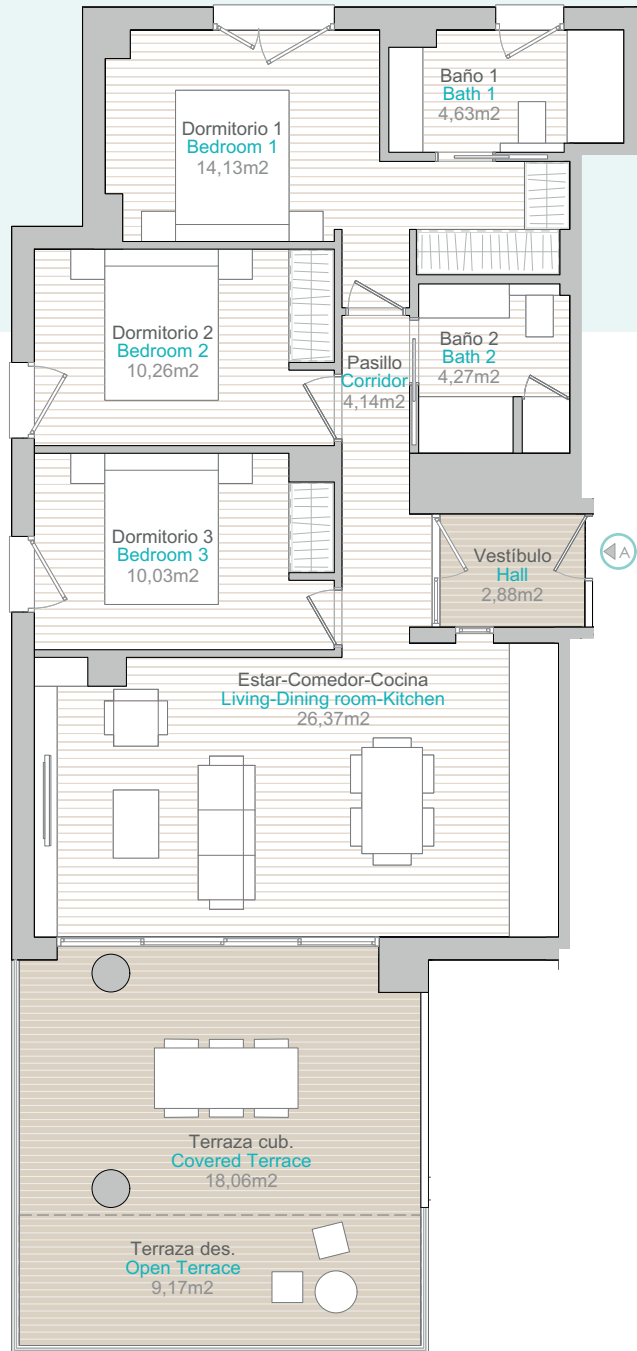 Dormitorio 1
Bedroom 1
14,13m2
Baño 1
Bath 1
4,63m2
Dormitorio 2
Bedroom 2
10,26m2
Pasillo
Corridor
4,14m2
Baño 2
Bath 2
4,27m2
Dormitorio 3
Bedroom 3
10,03m2
Vestíbulo
Hall
2,88m2
A
Estar-Comedor-Cocina
Living-Dining room-Kitchen
26,37m2
Terraza cub.
Covered Terrace
18,06m2
Terraza des.
Open Terrace
9,17m2